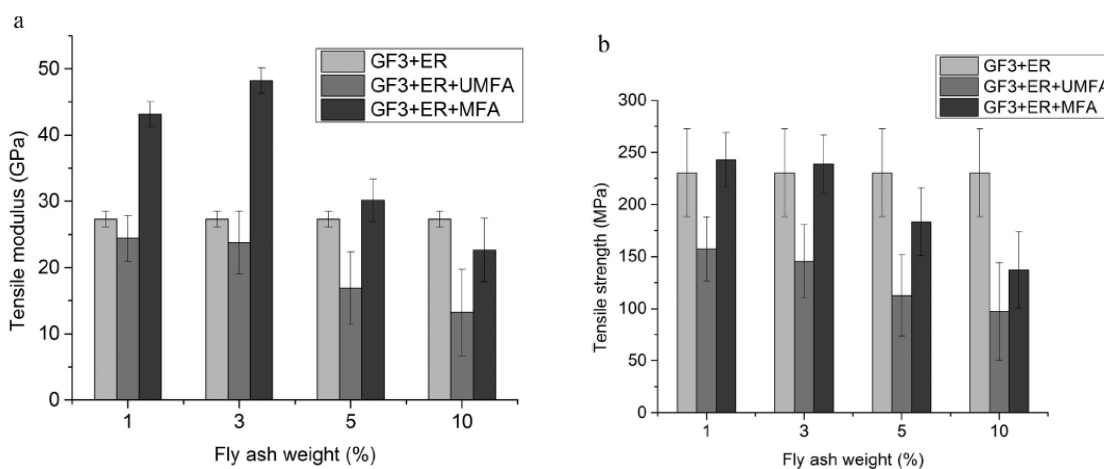 a
Tensile modulus (GPa)
50
40
30
20
10
0
GF3+ER
GF3+ER+UMFA
GF3+ER+MFA
1 3 5 10
Fly ash weight (%)
b
Tensile strength (MPa)
300
250
200
150
100
50
0
GF3+ER
GF3+ER+UMFA
GF3+ER+MFA
1 3 5 10
Fly ash weight (%)